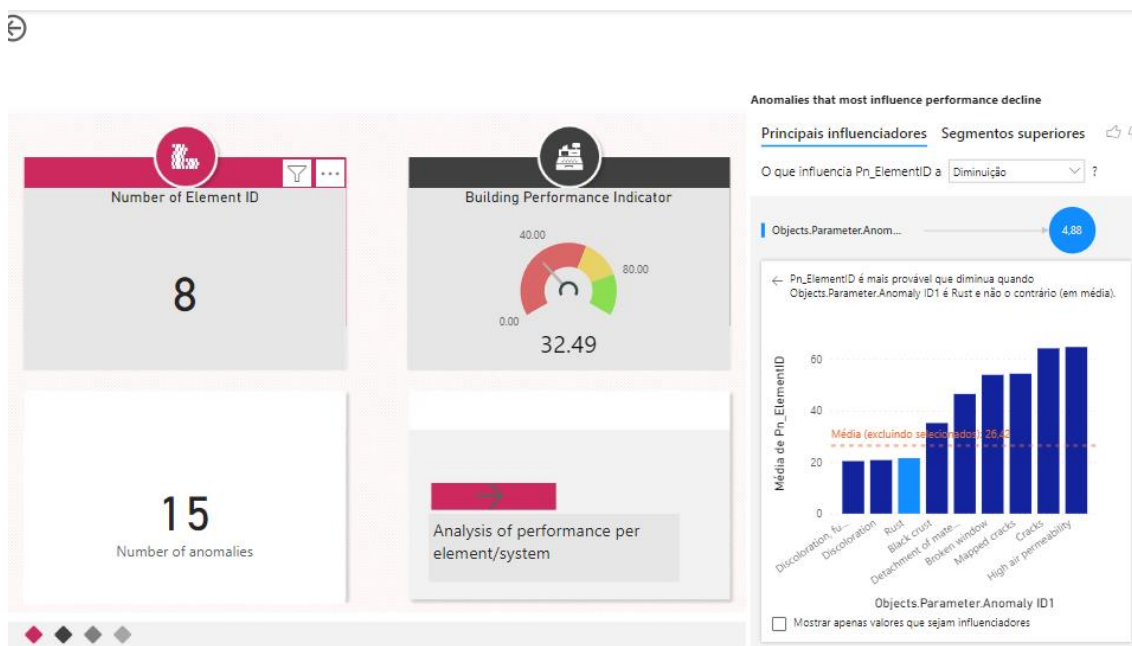 Anomalies that most influence performance decline
Principais influenciadores Segmentos superiores
O que influencia Pn_ElementID a Diminuição ?
Number of Element ID
8
Building Performance Indicator
40.00
80.00
0.00
32.49
15
Number of anomalies
Analysis of performance per
element/system
Objects.Parameter.Anom...
4,88
Pn_ElementID é mais provável que diminua quando
Objects.Parameter.Anomaly ID1 é Rust e não o contrário (em média).
Média de Pn_ElementID
60
40
20
0
Média (excluindo selecionados): 26,42
Discoloration, fu...
Discoloration
Rust
Black crust
Detachment of mate...
Broken window
Mapped cracks
Cracks
High air permeability
Objects.Parameter.Anomaly ID1
Mostrar apenas valores que sejam influenciadores